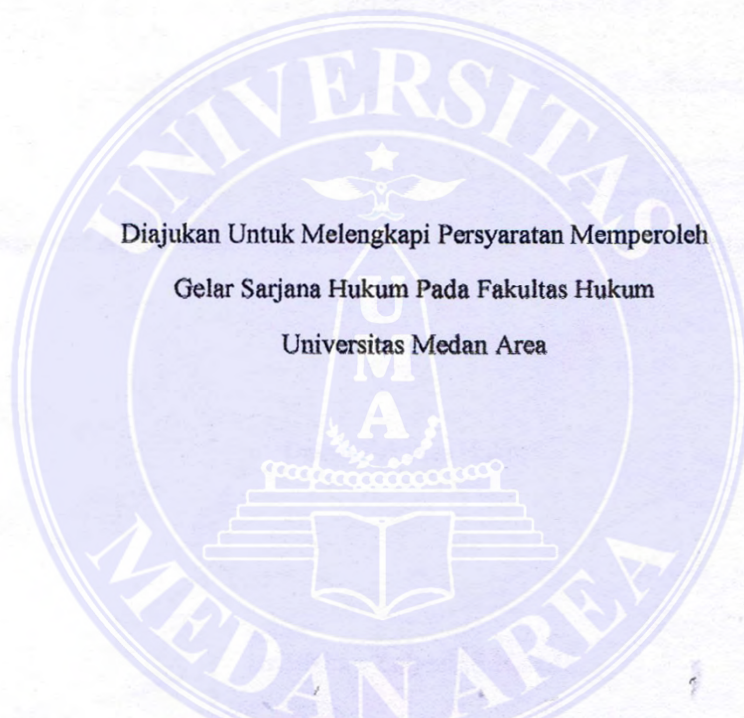 UNIVERSITAS
Diajukan Untuk Melengkapi Persyaratan Memperoleh
Gelar Sarjana Hukum Pada Fakultas Hukum
Universitas Medan Area
U
M
A
MEDAN AREA